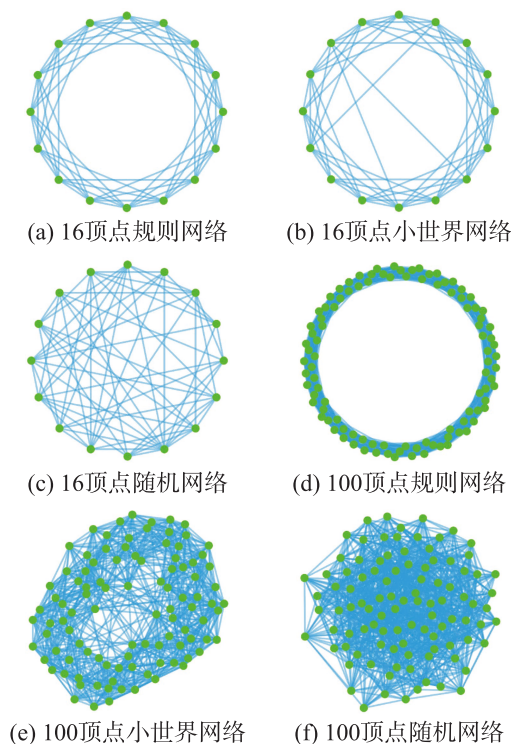 (a) 16顶点规则网络
(b) 16顶点小世界网络
(c) 16顶点随机网络
(d) 100顶点规则网络
(e) 100顶点小世界网络
(f) 100顶点随机网络